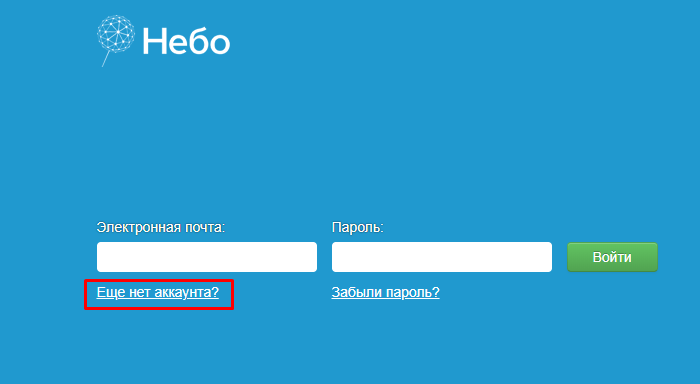 Небо
Электронная почта: Пароль:
Войти
Еще нет аккаунта? Забыли пароль?